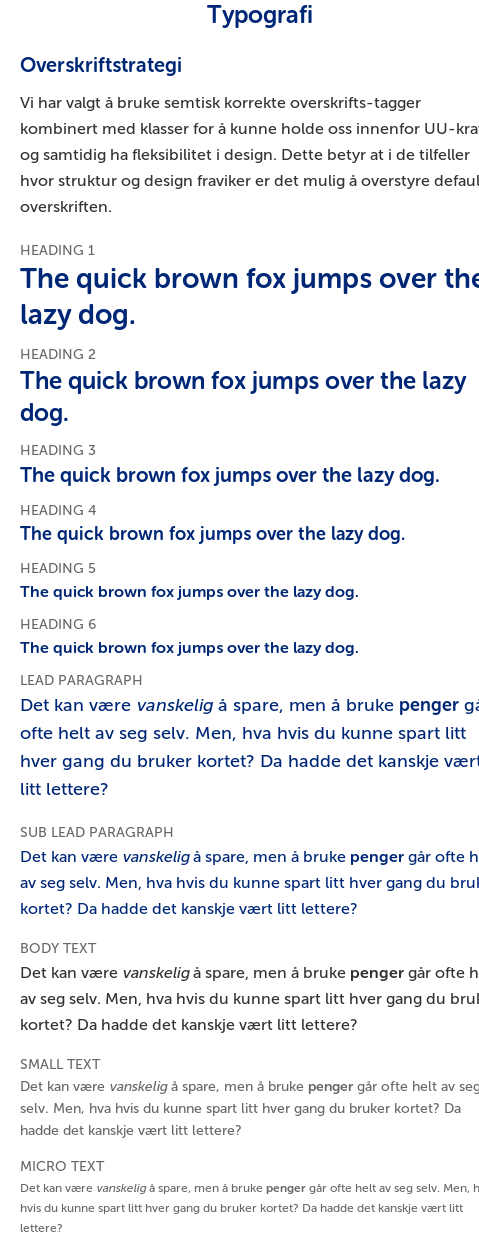 Typografi
Overskriftstrategi
Vi har valgt å bruke semtisk korrekte overskrifts-tagger
kombinert med klasser for å kunne holde oss innenfor
og samtidig ha fleksibilitet i design. Dette betyr at i de tilfeller
hvor struktur og design fraviker er det mulig å overstyre
overskriften.
HEADING 1
The quick brown fox jumps over the
lazy dog.
HEADING 2
The quick brown fox jumps over the lazy
dog.
HEADING 3
The quick brown fox jumps over the lazy dog.
HEADING 4
The quick brown fox jumps over the lazy dog.
HEADING 5
The quick brown fox jumps over the lazy dog.
HEADING 6
The quick brown fox jumps over the lazy dog.
LEAD PARAGRAPH
Det kan være vanskelig å spare, men å bruke penger
ofte helt av seg selv. Men, hva hvis du kunne spart litt
hver gang du bruker kortet? Da hadde det kanskje vært
litt lettere?
SUB LEAD PARAGRAPH
Det kan være vanskelig å spare, men å bruke penger går ofte
av seg selv. Men, hva hvis du kunne spart litt hver gang du
kortet? Da hadde det kanskje vært litt lettere?
BODY TEXT
Det kan være vanskelig å spare, men å bruke penger går ofte
av seg selv. Men, hva hvis du kunne spart litt hver gang du
kortet? Da hadde det kanskje vært litt lettere?
SMALL TEXT
Det kan være vanskelig å spare, men å bruke penger går ofte helt av seg
selv. Men, hva hvis du kunne spart litt hver gang du bruker kortet? Da
hadde det kanskje vært litt lettere?
MICRO TEXT
Det kan være vanskelig å spare, men å bruke penger går ofte helt av seg selv. Men,
hvis du kunne spart litt hver gang du bruker kortet? Da hadde det kanskje vært litt
lettere?